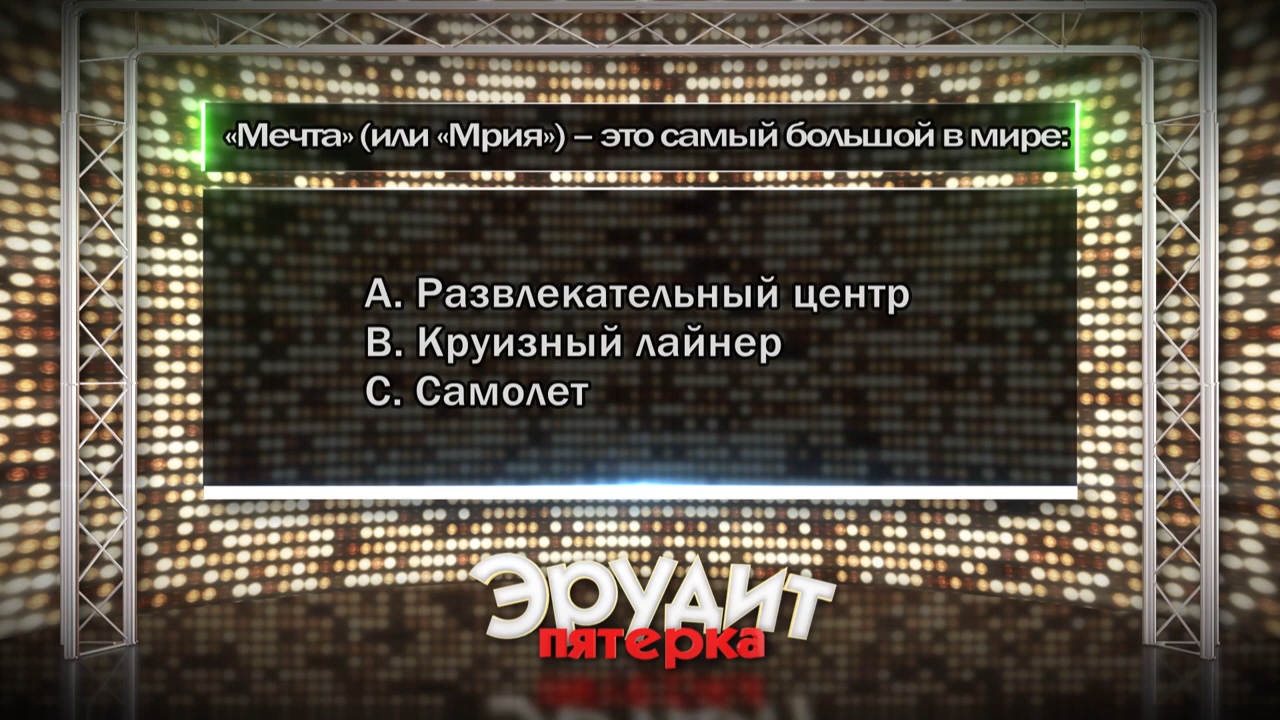 «Мечта» (или «Мрия») – это самый большой в мире:
А. Развлекательный центр
В. Круизный лайнер
С. Самолет
Эрудит
пятерка